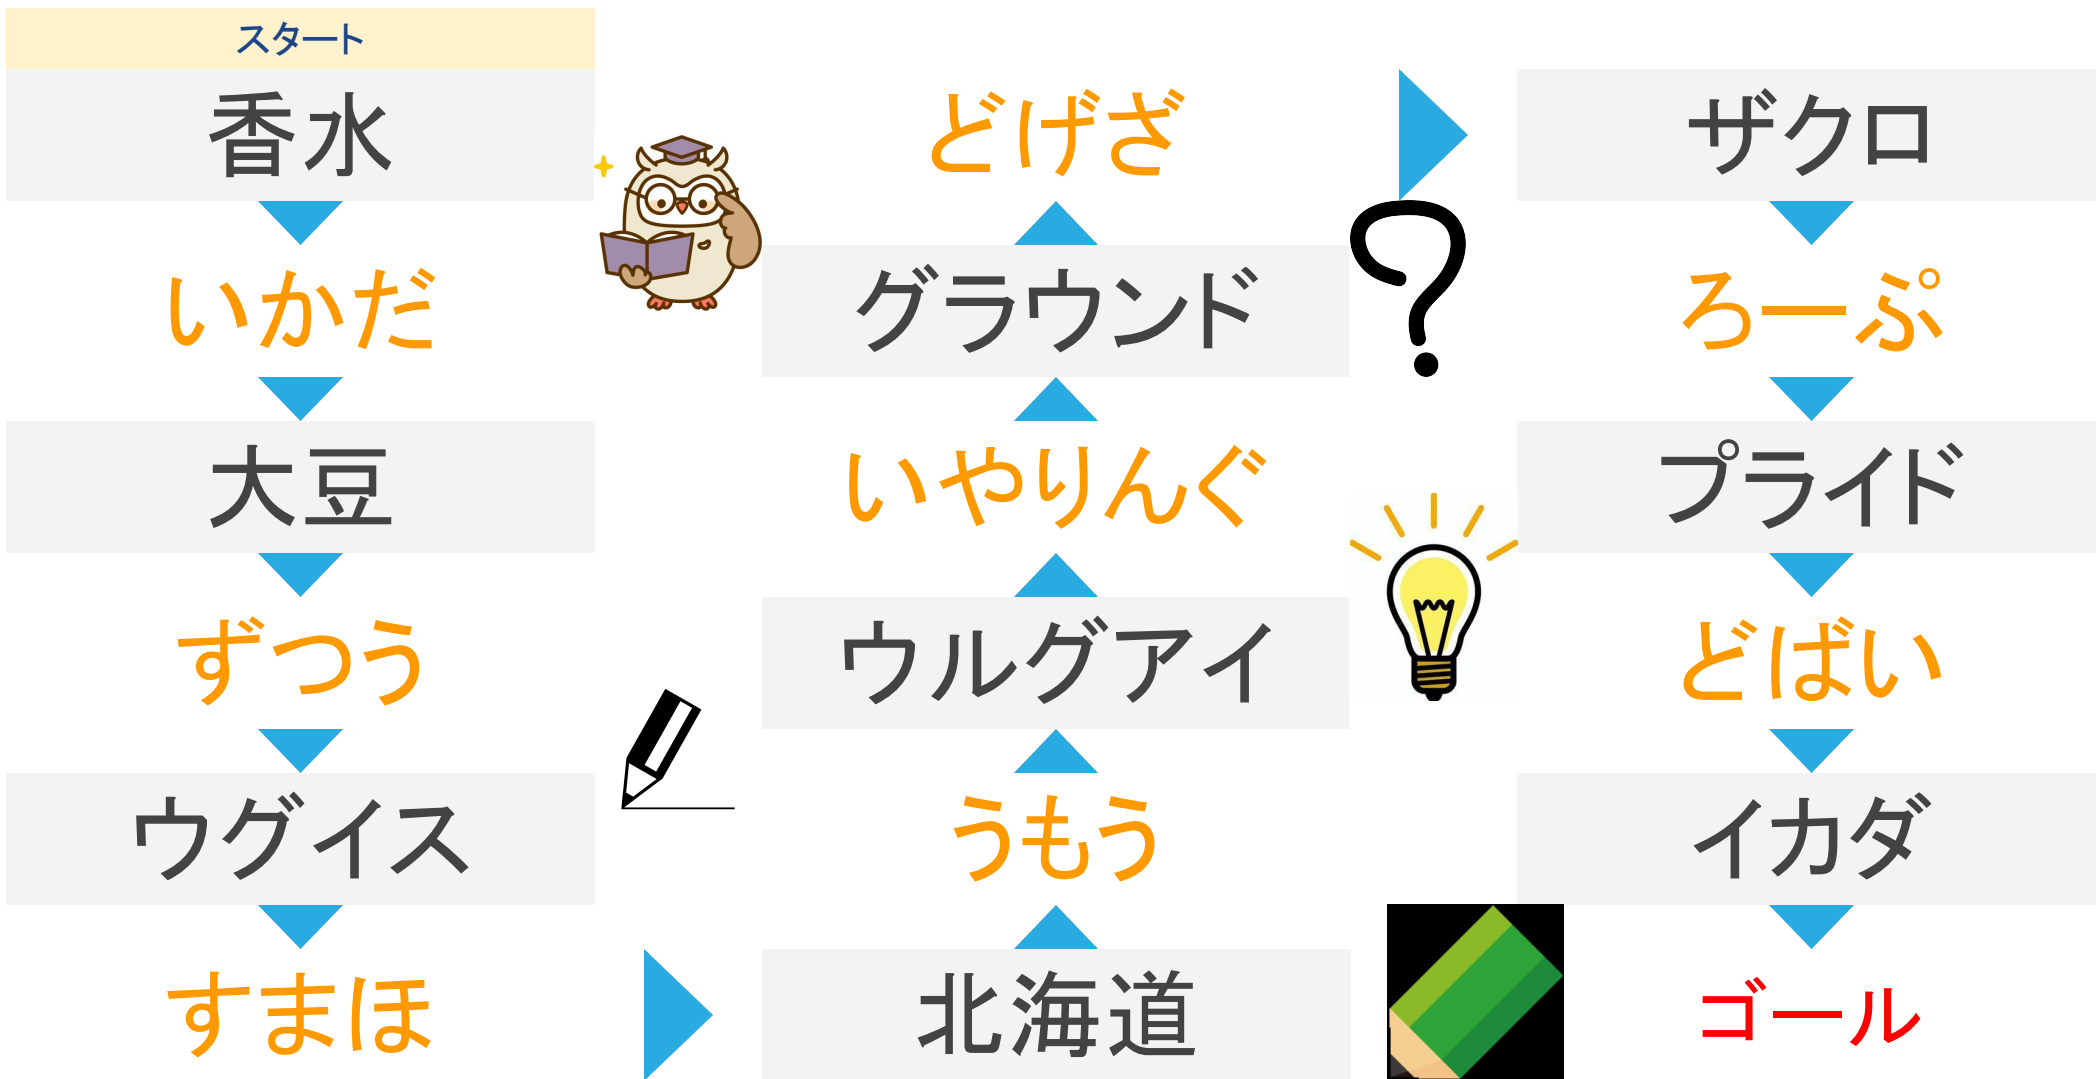 スタート
香水
いかだ
大豆
ずつう
ウグイス
すまほ
北海道
うもう
ウルグアイ
いやりんぐ
グラウンド
どげざ
ザクロ
ろーぷ
プライド
どばい
イカダ
ゴール